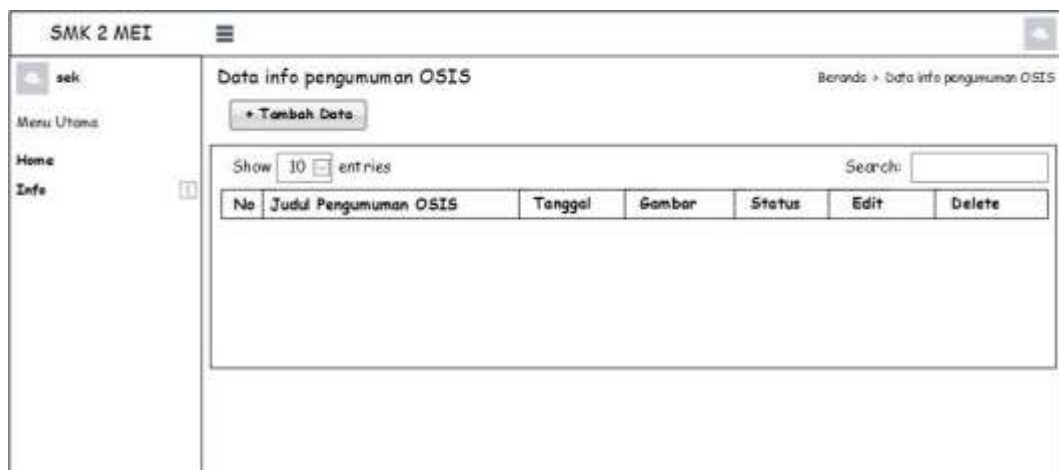 SMK 2 MEI
sek
Menu Utama
Home
Info
Data info pengumuman OSIS
Beranda > Data info pengumuman OSIS
+ Tambah Data
Show 10 entries
Search:
No Judul Pengumuman OSIS Tanggal Gambar Status Edit Delete